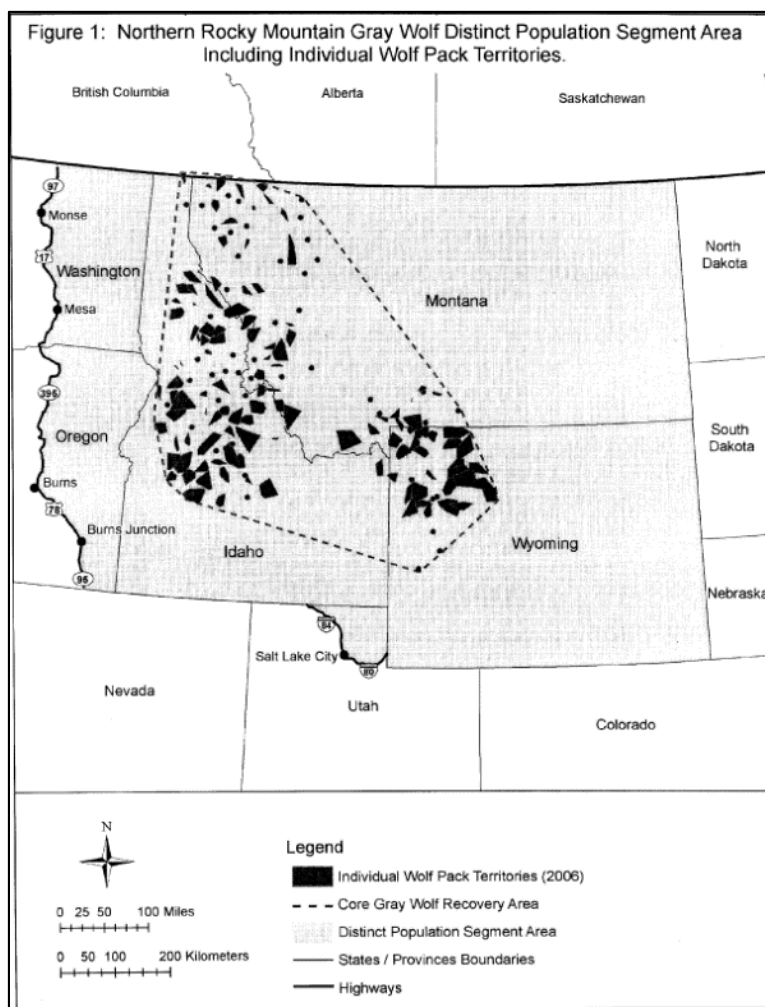 Figure 1: Northern Rocky Mountain Gray Wolf Distinct Population Segment Area
Including Individual Wolf Pack Territories.
British Columbia
Alberta
Saskatchewan
97
Monse
17
Washington
Mesa
North
Dakota
Montana
395
Oregon
South
Dakota
Burns
78
Burns Junction
Idaho
Wyoming
95
Nebraska
84
Salt Lake City
80
Nevada
Utah
Colorado
N
Legend
Individual Wolf Pack Territories (2006)
0 25 50 100 Miles
Core Gray Wolf Recovery Area
Distinct Population Segment Area
0 50 100 200 Kilometers
States / Provinces Boundaries
Highways